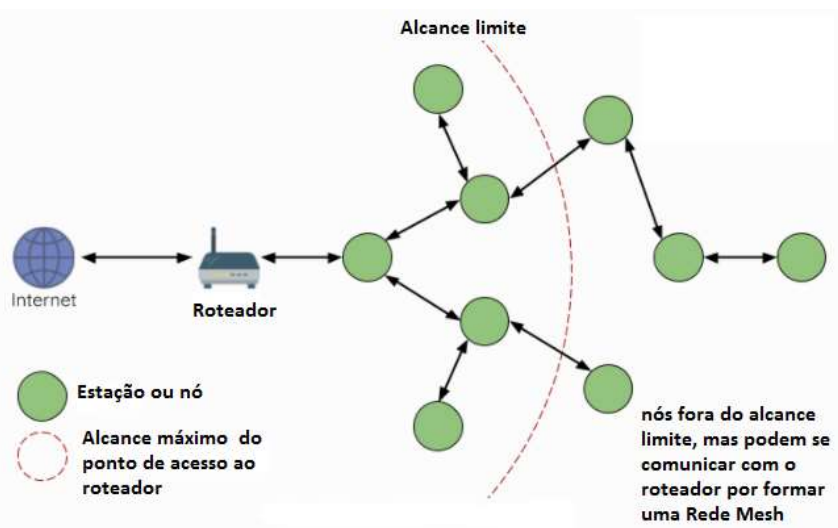 Alcance limite
Internet
Roteador
Estação ou nó
Alcance máximo do
ponto de acesso ao
roteador
nós fora do alcance
limite, mas podem se
comunicar com o
roteador por formar
uma Rede Mesh